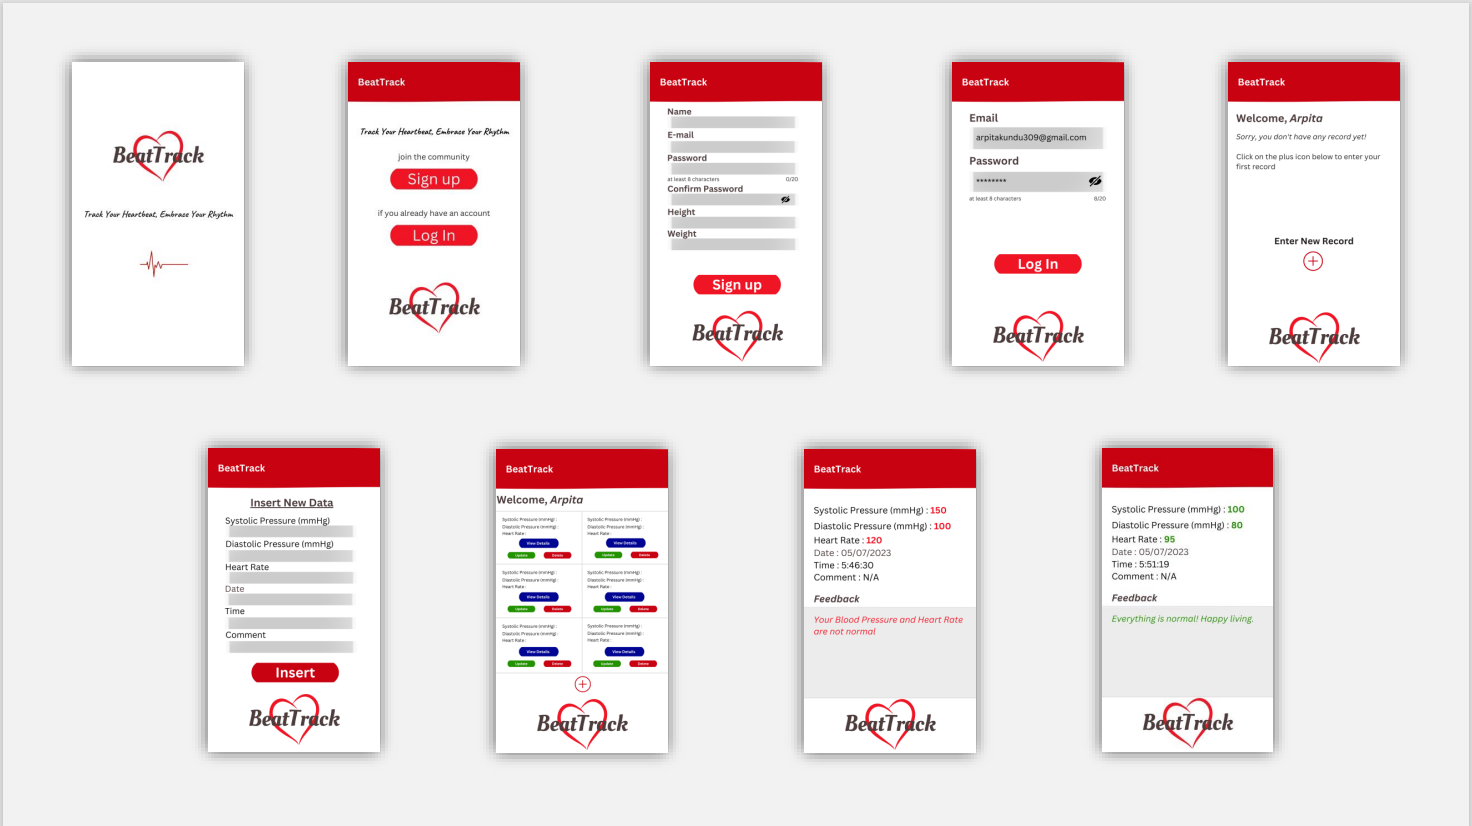 BeatTrack
Track Your Heartbeat, Embrace Your Rhythm
BeatTrack
Track Your Heartbeat, Embrace Your Rhythm
join the community
Sign up
if you already have an account
Log In
BeatTrack
BeatTrack
Name
E-mail
Password
at least 8 characters 0/20
Confirm Password
Height
Weight
Sign up
BeatTrack
BeatTrack
Email
arpitakundu309@gmail.com
Password
********
at least 8 characters 8/20
Log In
BeatTrack
BeatTrack
Welcome, Arpita
Sorry, you don't have any record yet!
Click on the plus icon below to enter your
first record
Enter New Record
BeatTrack
BeatTrack
Insert New Data
Systolic Pressure (mmHg)
Diastolic Pressure (mmHg)
Heart Rate
Date
Time
Comment
Insert
BeatTrack
BeatTrack
Welcome, Arpita
Systolic Pressure (mmHg) :
Diastolic Pressure (mmHg) :
Heart Rate :
View Details
Update Delete
Systolic Pressure (mmHg) :
Diastolic Pressure (mmHg) :
Heart Rate :
View Details
Update Delete
Systolic Pressure (mmHg) :
Diastolic Pressure (mmHg) :
Heart Rate :
View Details
Update Delete
Systolic Pressure (mmHg) :
Diastolic Pressure (mmHg) :
Heart Rate :
View Details
Update Delete
Systolic Pressure (mmHg) :
Diastolic Pressure (mmHg) :
Heart Rate :
View Details
Update Delete
Systolic Pressure (mmHg) :
Diastolic Pressure (mmHg) :
Heart Rate :
View Details
Update Delete
BeatTrack
BeatTrack
Systolic Pressure (mmHg) : 150
Diastolic Pressure (mmHg) : 100
Heart Rate : 120
Date : 05/07/2023
Time : 5:46:30
Comment : N/A
Feedback
Your Blood Pressure and Heart Rate
are not normal
BeatTrack
BeatTrack
Systolic Pressure (mmHg) : 100
Diastolic Pressure (mmHg) : 80
Heart Rate : 95
Date : 05/07/2023
Time : 5:51:19
Comment : N/A
Feedback
Everything is normal! Happy living.
BeatTrack